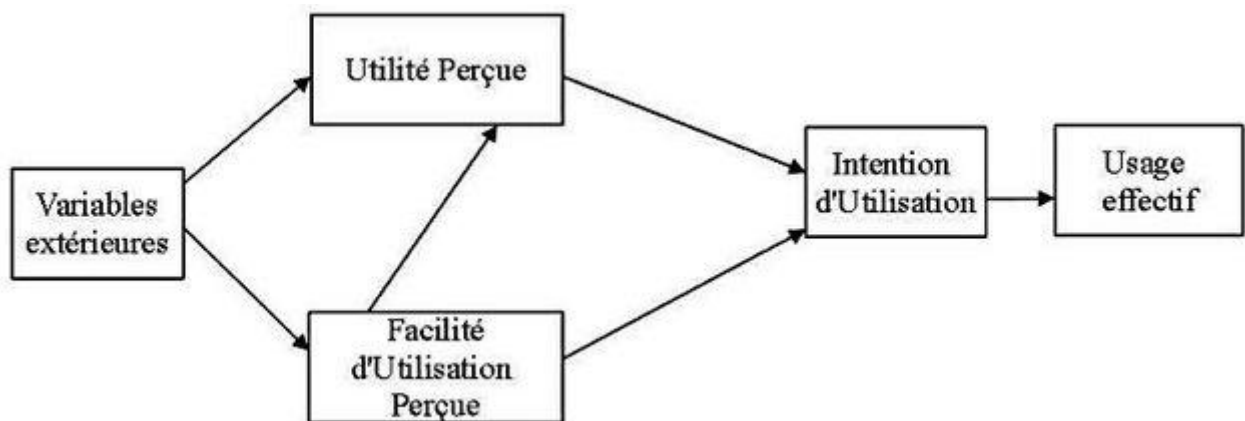 Utilité Perçue
Variables
extérieures
Facilité
d'Utilisation
Perçue
Intention
d'Utilisation
Usage
effectif